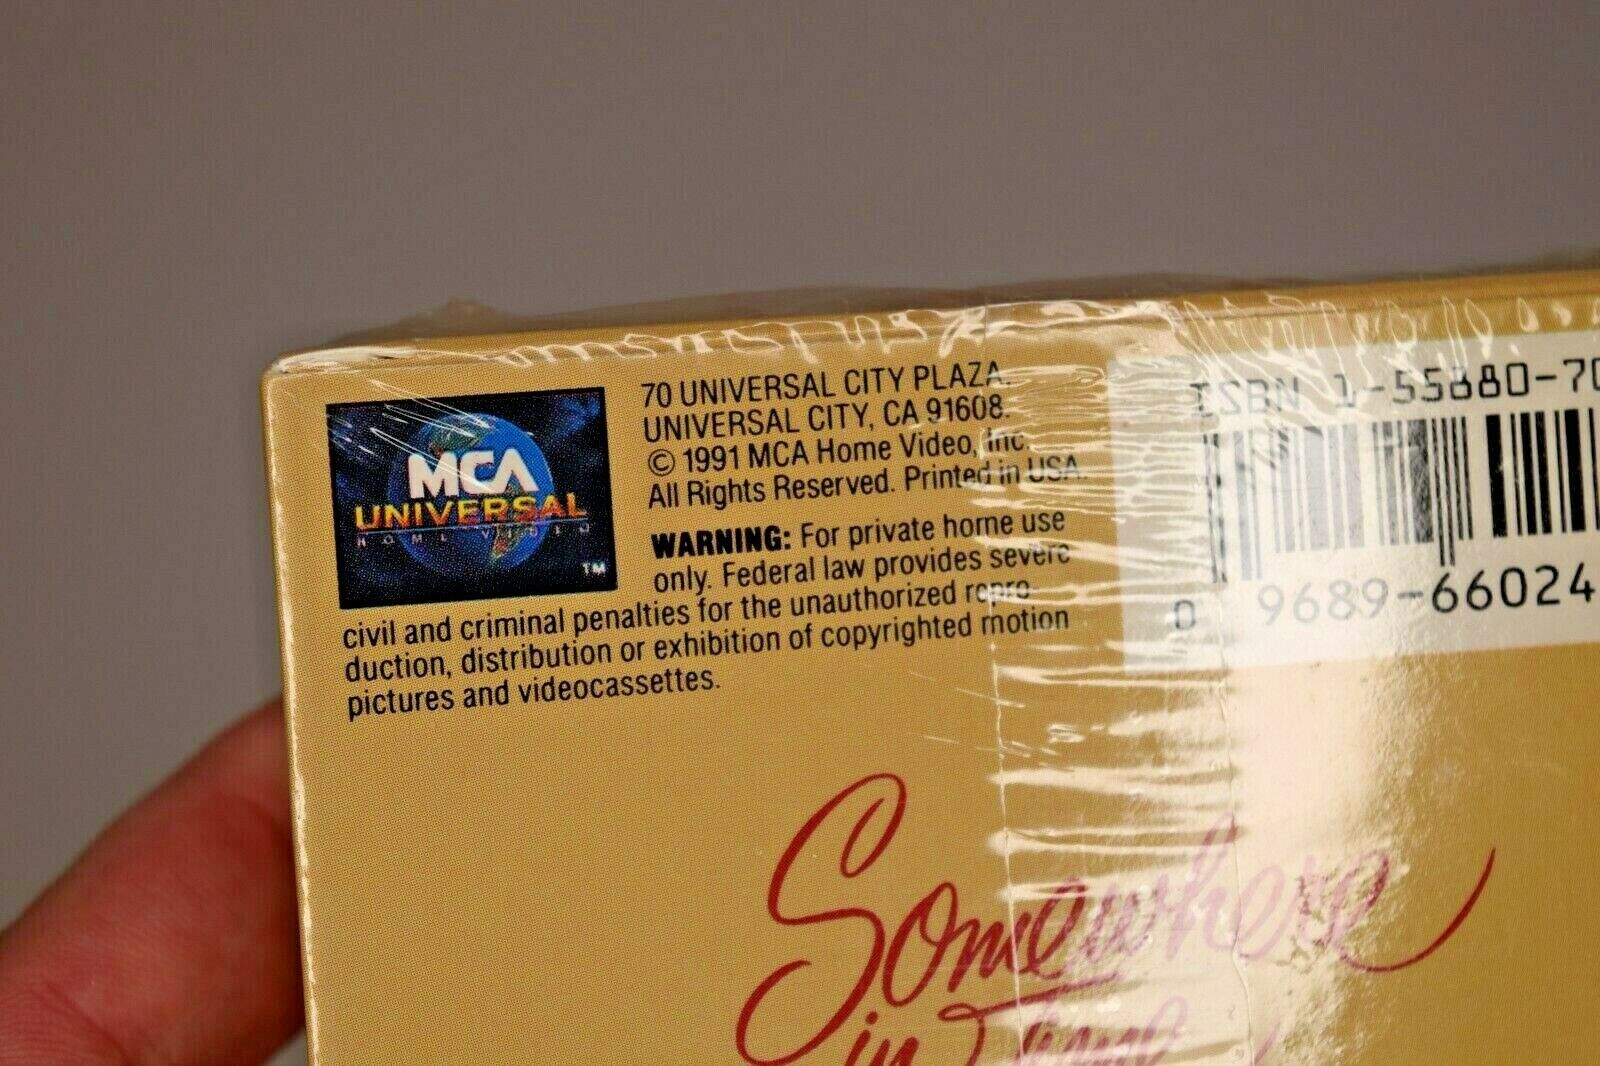 MCA
UNIVERSAL
HOME VIDEO
TM
70 UNIVERSAL CITY PLAZA.
UNIVERSAL CITY, CA 91608.
© 1991 MCA Home Video, Inc.
All Rights Reserved. Printed in USA.
WARNING: For private home use
only. Federal law provides severe
civil and criminal penalties for the unauthorized repro-
duction, distribution or exhibition of copyrighted motion
pictures and videocassettes.
ISBN 1-55880-70
0 9689-66024
Somewhere
in Time